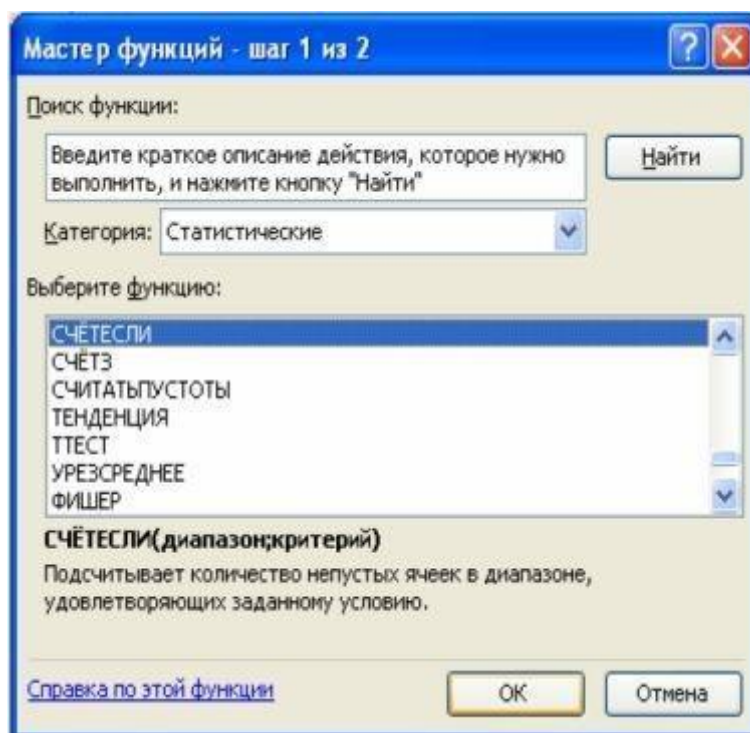 Мастер функций - шаг 1 из 2
Поиск функции:
Введите краткое описание действия, которое нужно
выполнить, и нажмите кнопку "Найти"
Найти
Категория: Статистические
Выберите функцию:
СЧЁТЕСЛИ
СЧЁТЗ
СЧИТАТЬПУСТОТЫ
ТЕНДЕНЦИЯ
ТТЕСТ
УРЕЗСРЕДНЕЕ
ФИШЕР
СЧЁТЕСЛИ(диапазон;критерий)
Подсчитывает количество непустых ячеек в диапазоне,
удовлетворяющих заданному условию.
Справка по этой функции
ОК
Отмена